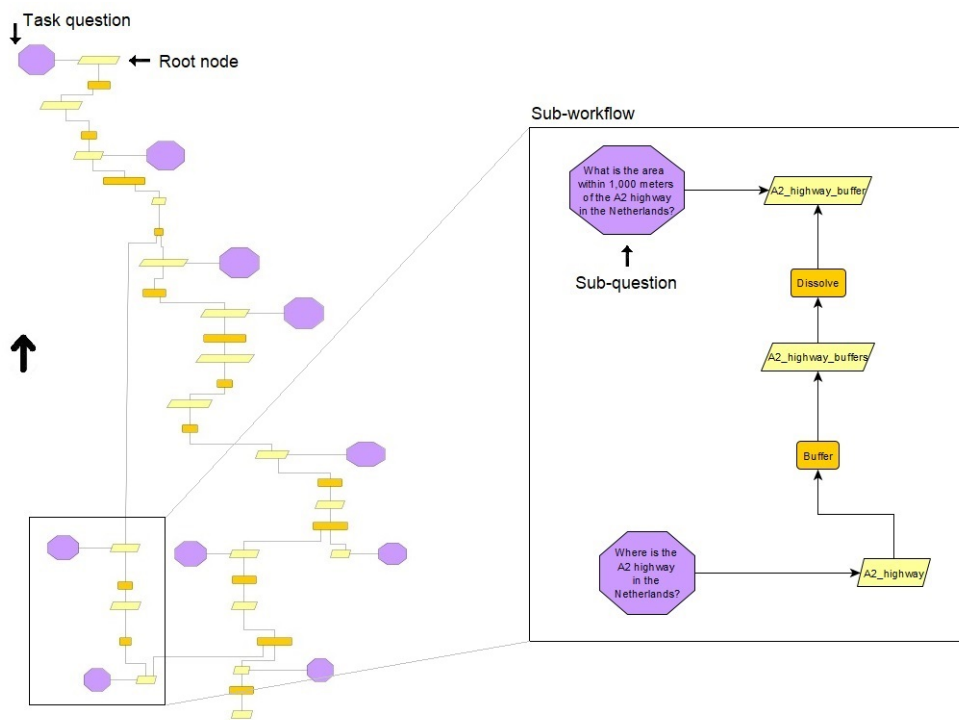 Task question
Root node
Sub-workflow
What is the area
within 1,000 meters
of the A2 highway
in the Netherlands?
A2_highway_buffer
Sub-question
Dissolve
A2_highway_buffers
Buffer
Where is the
A2 highway
in the
Netherlands?
A2_highway